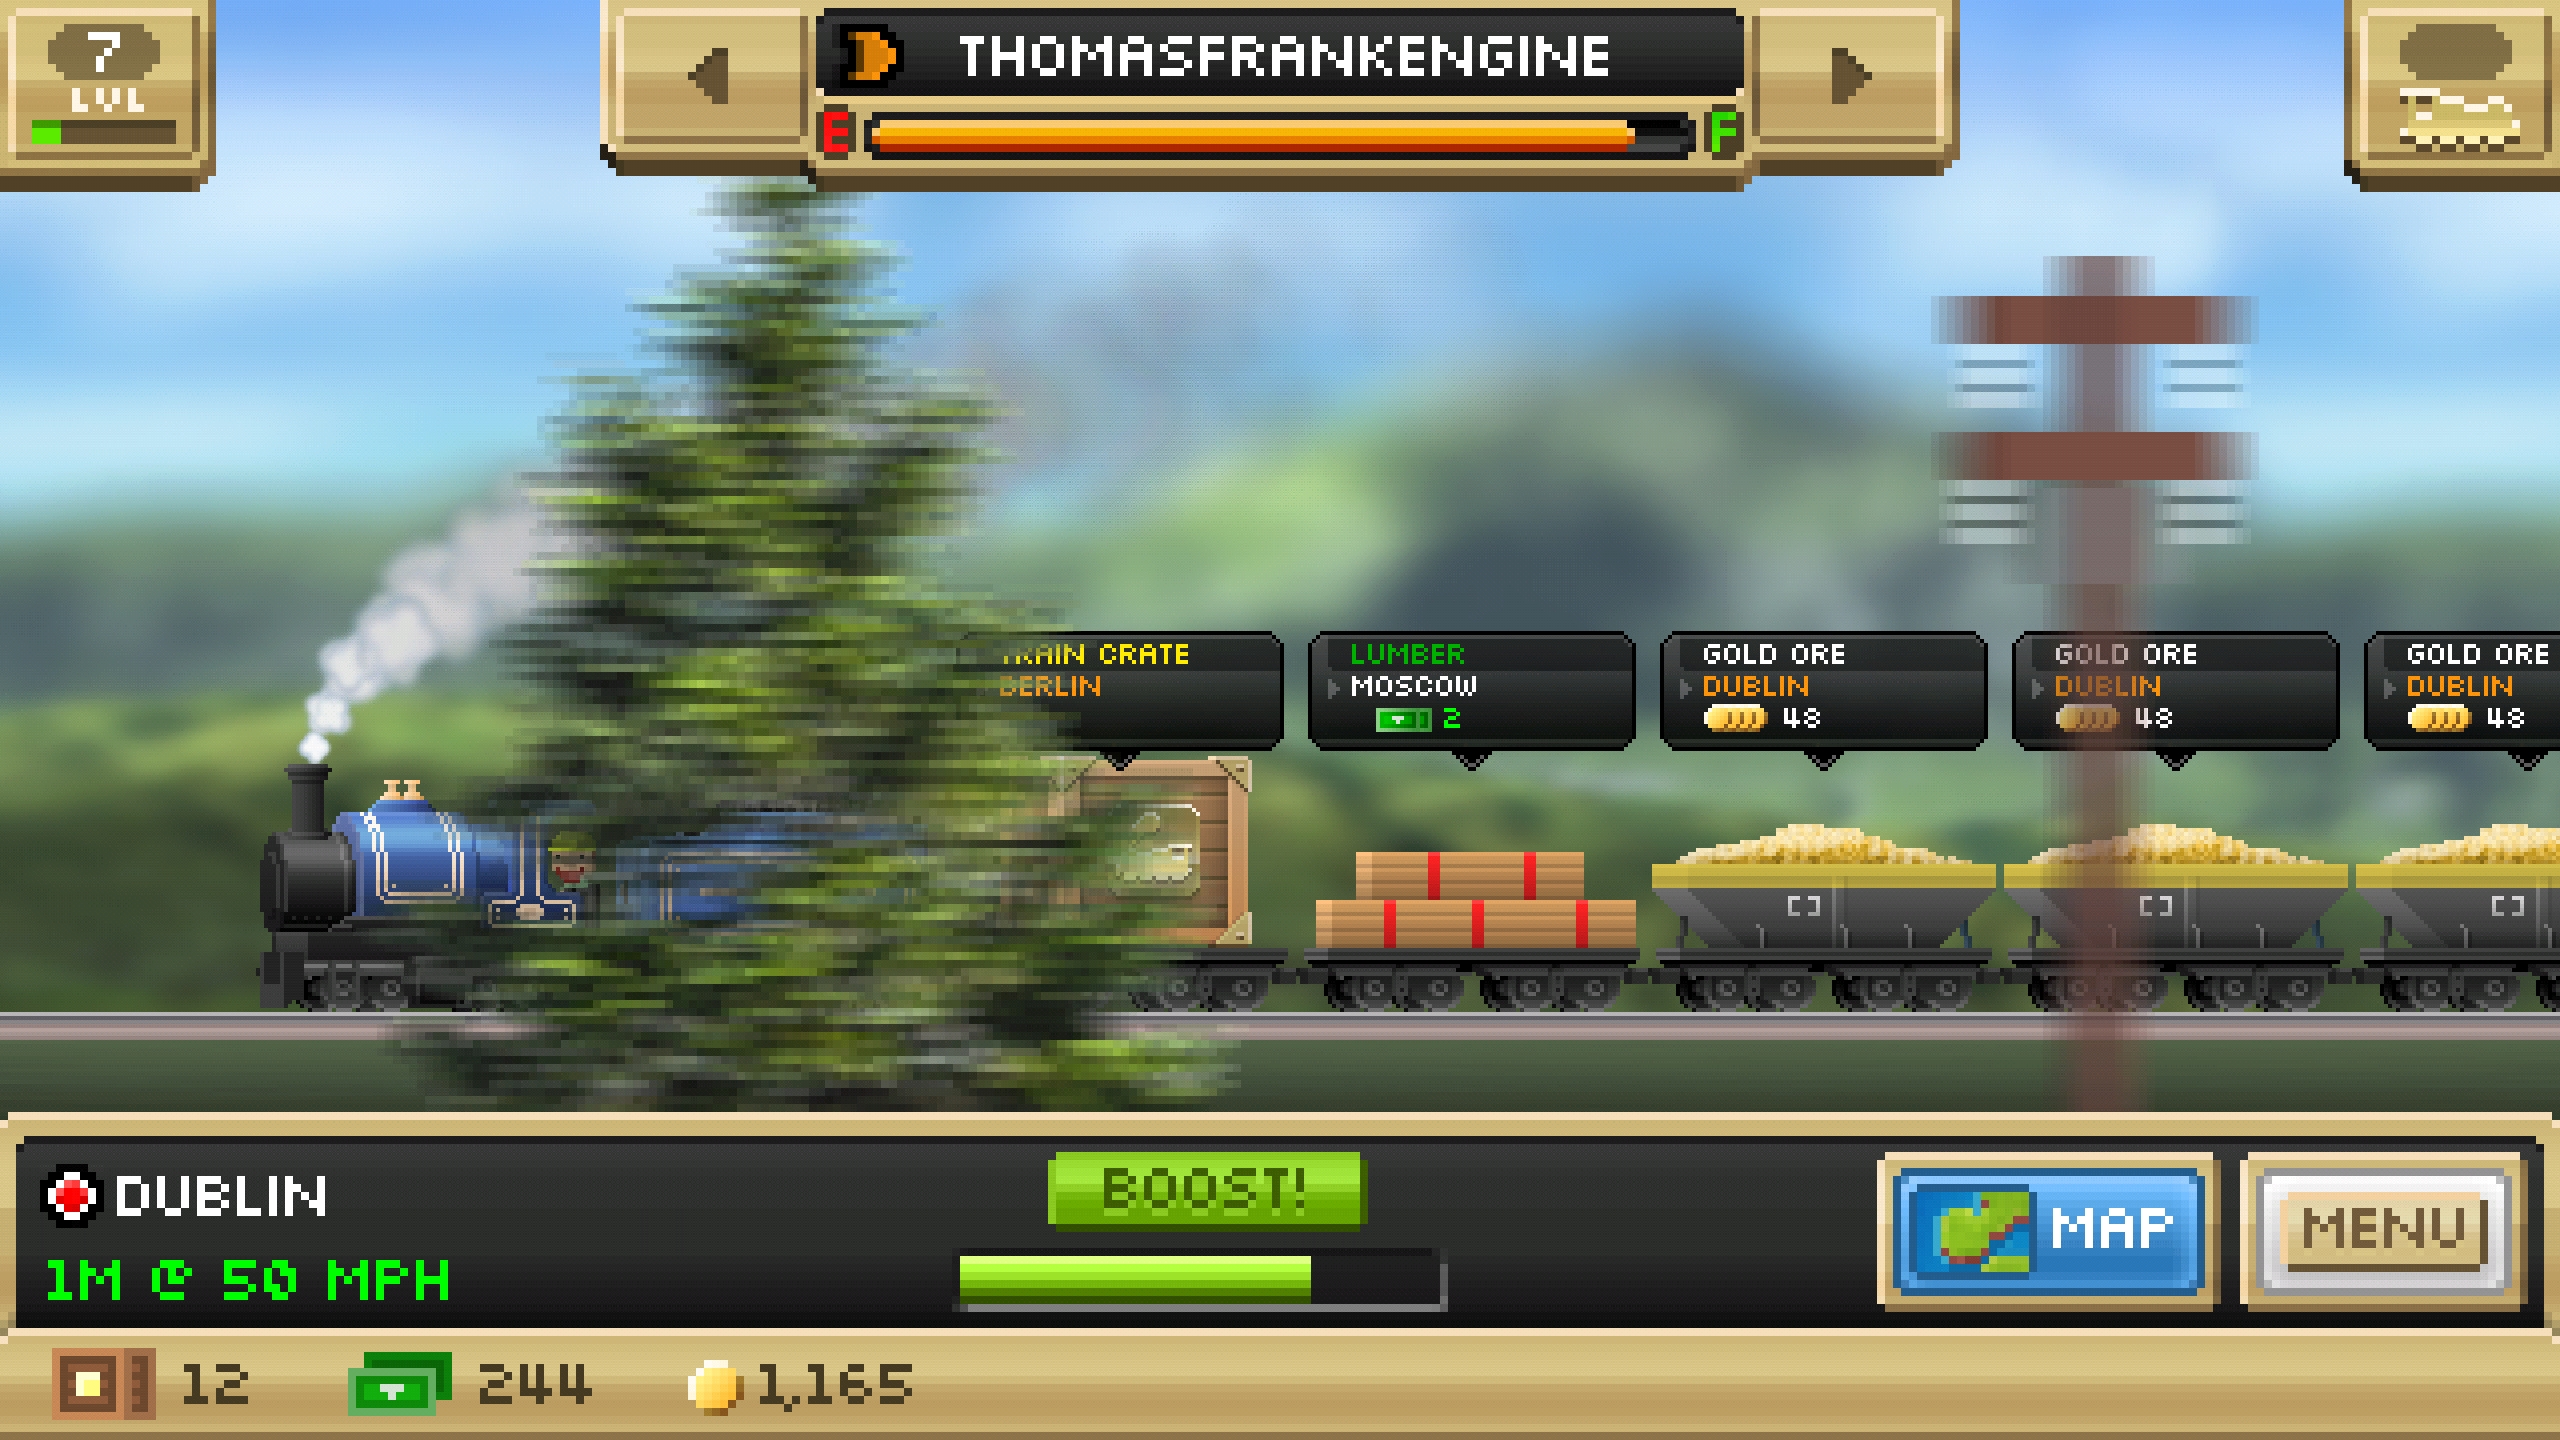 7
LVL
THOMASFRANKENGINE
E F
TRAIN CRATE
BERLIN
LUMBER
MOSCOW
2
GOLD ORE
DUBLIN
48
GOLD ORE
DUBLIN
48
GOLD ORE
DUBLIN
48
DUBLIN
1M @ 50 MPH
BOOST!
MAP
MENU
12
244
1,165